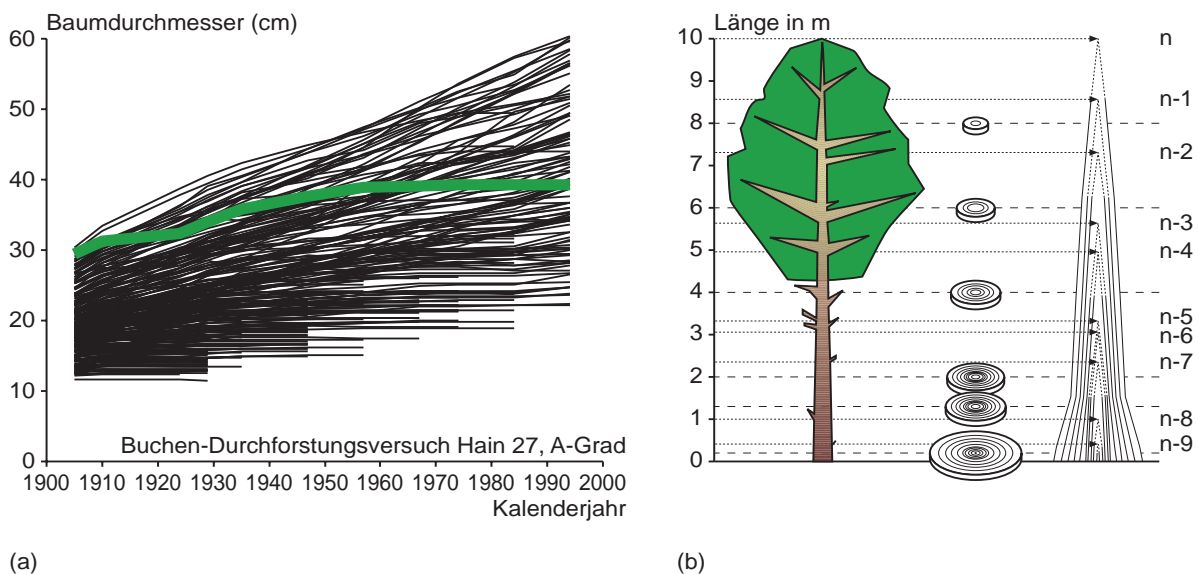 Baumdurchmesser (cm)
60
50
40
30
20
10
0
Buchen-Durchforstungsversuch Hain 27, A-Grad
1900 1910 1920 1930 1940 1950 1960 1970 1980 1990 2000
Kalenderjahr
(a)
Länge in m
10
9
8
7
6
5
4
3
2
1
0
n
n-1
n-2
n-3
n-4
n-5
n-6
n-7
n-8
n-9
(b)